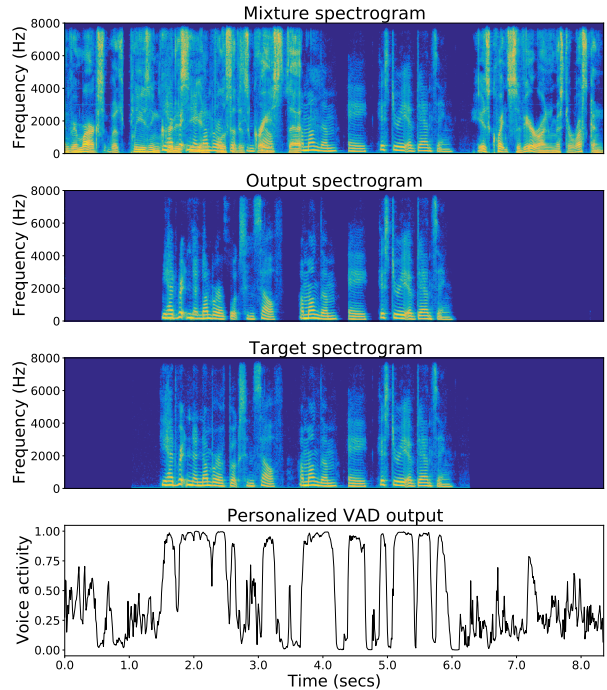 Mixture spectrogram
8000
6000
4000
2000
0
Frequency (Hz)
Output spectrogram
8000
6000
4000
2000
0
Frequency (Hz)
Target spectrogram
8000
6000
4000
2000
0
Frequency (Hz)
Personalized VAD output
1.00
0.75
0.50
0.25
0.00
Voice activity
0.0 1.0 2.0 3.0 4.0 5.0 6.0 7.0 8.0
Time (secs)